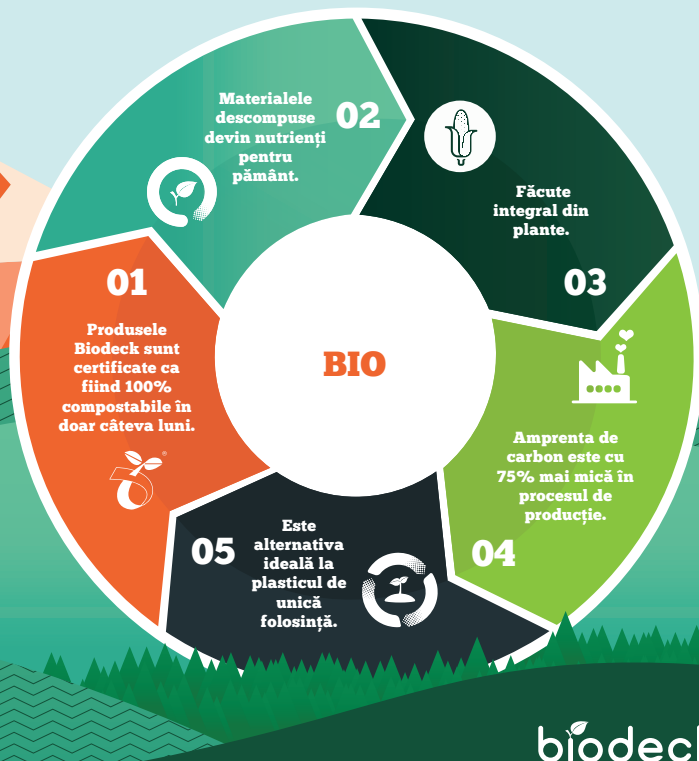 01
Produsele
Biodeck sunt
certificate ca
fiind 100%
compostabile în
doar câteva luni.
®
02
Materialele
descompuse
devin nutrienți
pentru
pământ.
03
Făcute
integral din
plante.
04
Amprenta de
carbon este cu
75% mai mică în
procesul de
producție.
05
Este
alternativa
ideală la
plasticul de
unică
folosință.
BIO
biodeck